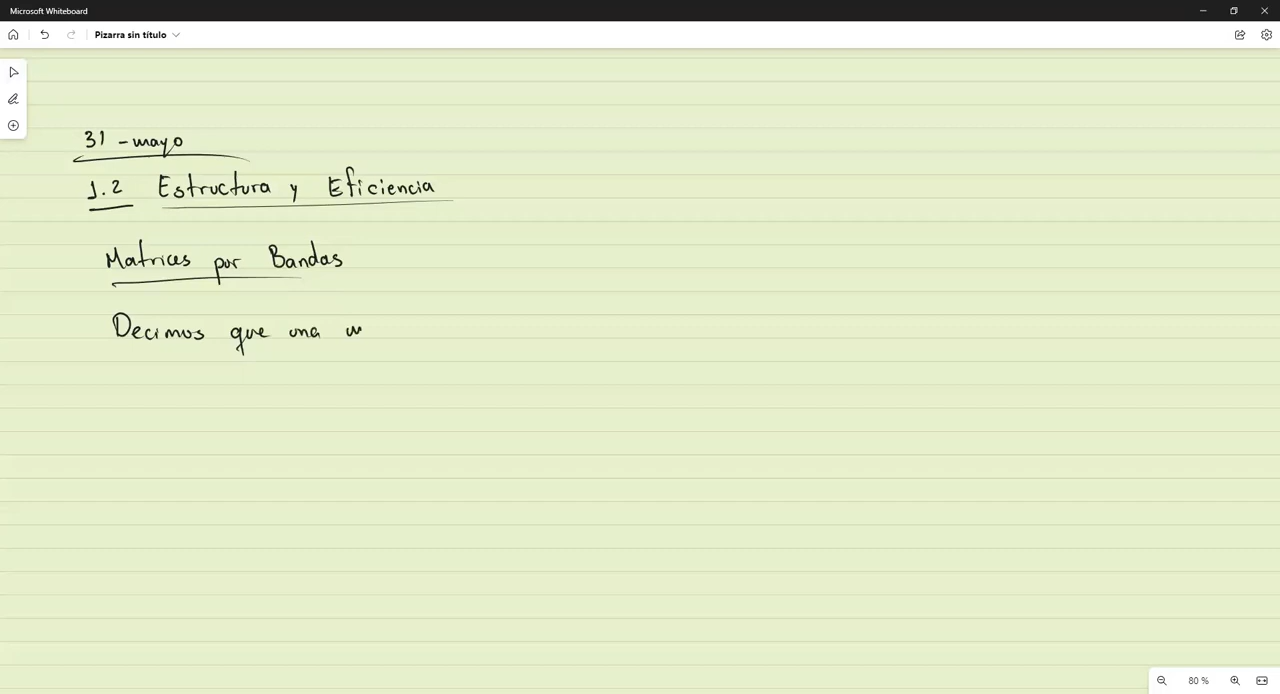 Microsoft Whiteboard
Pizarra sin título
31 - mayo
1.2 Estructura y Eficiencia
Matrices por Bandas
Decimos que una
80 %